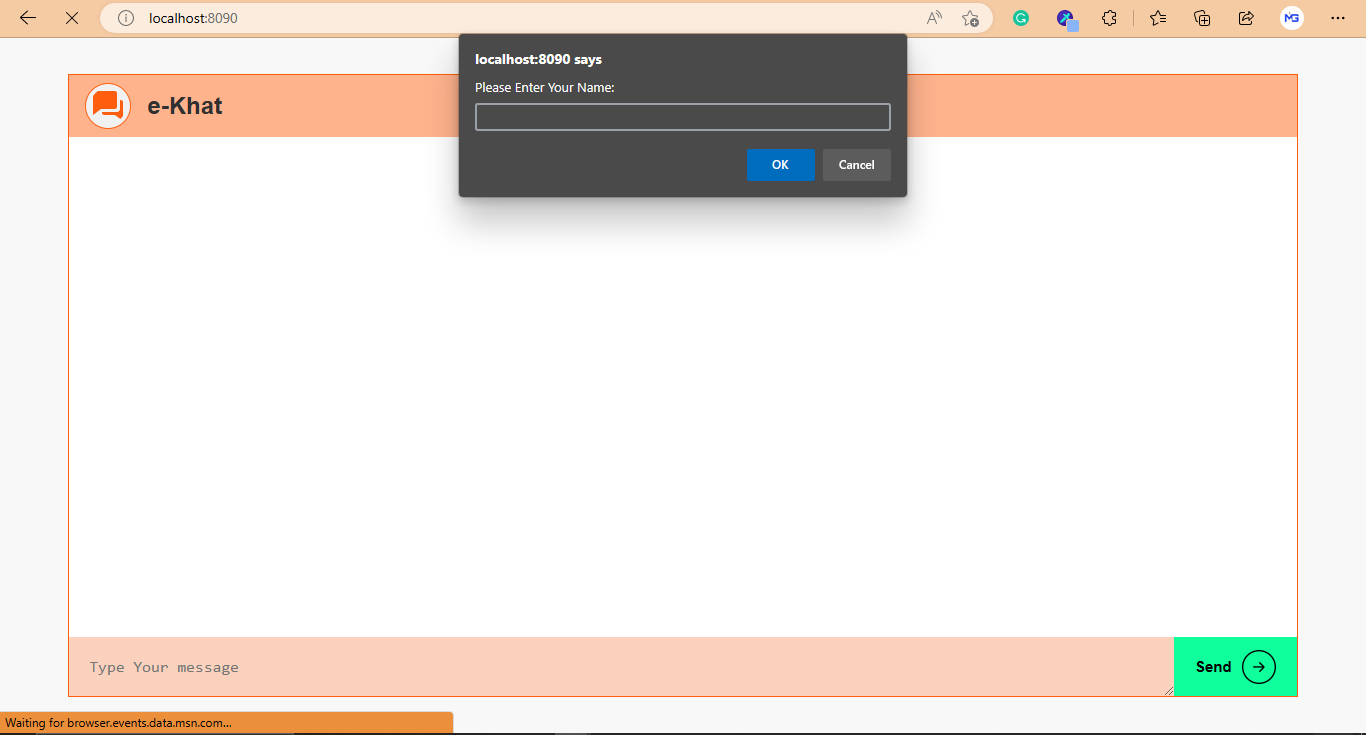 localhost:8090
localhost:8090 says
Please Enter Your Name:
OK
Cancel
e-Khat
Type Your message
Send
Waiting for browser.events.data.msn.com...